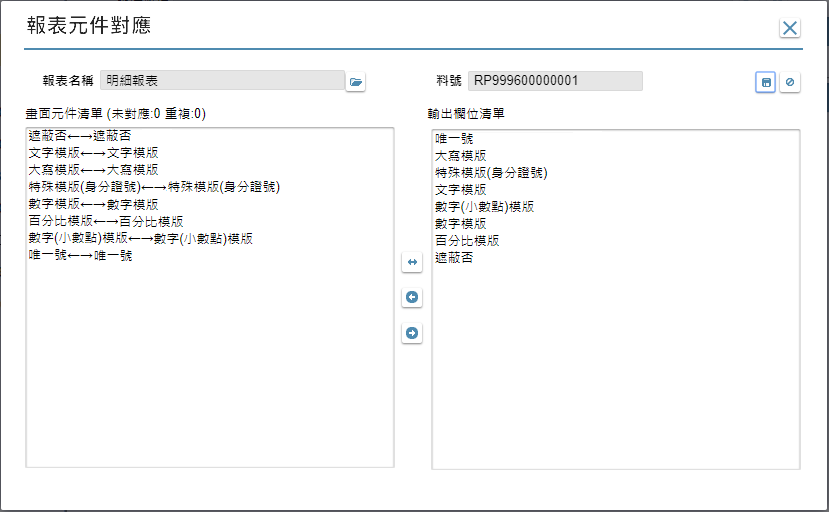 報表元件對應
報表名稱 明細報表 料號 RP999600000001
畫面元件清單 (未對應:0 重複:0)
遮蔽否←→遮蔽否
文字模版←→文字模版
大寫模版←→大寫模版
特殊模版(身分證號)←→特殊模版(身分證號)
數字模版←→數字模版
百分比模版←→百分比模版
數字(小數點)模版←→數字(小數點)模版
唯一號←→唯一號
輸出欄位清單
唯一號
大寫模版
特殊模版(身分證號)
文字模版
數字(小數點)模版
數字模版
百分比模版
遮蔽否